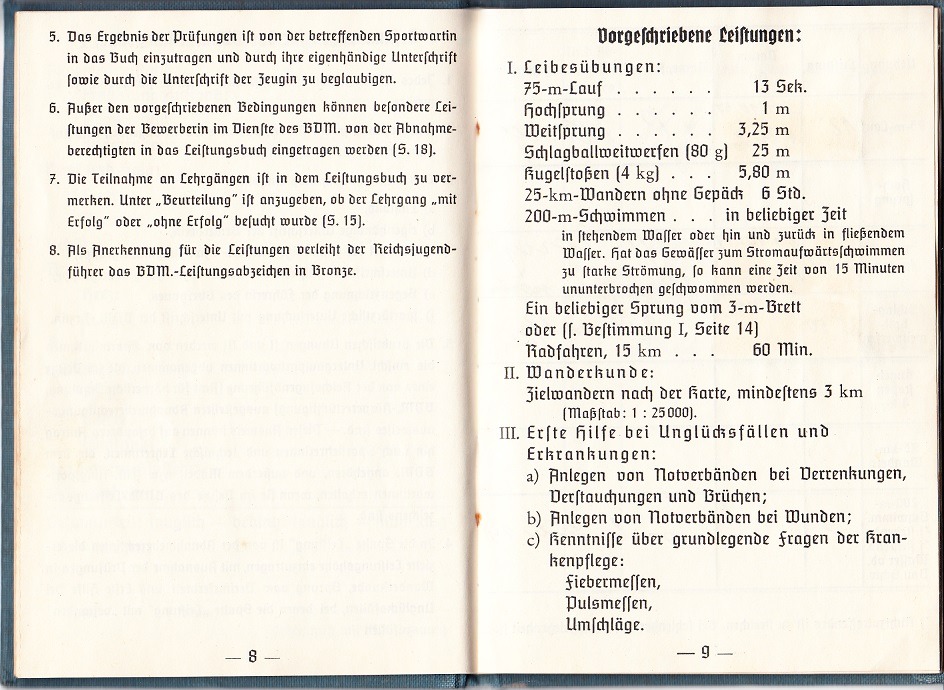 5. Das Ergebnis der Prüfungen ist von der betreffenden Sportwartin
in das Buch einzutragen und durch ihre eigenhändige Unterschrift
sowie durch die Unterschrift der Zeugin zu beglaubigen.
6. Außer den vorgeschriebenen Bedingungen können besondere Lei-
stungen der Bewerberin im Dienste des BDM. von der Abnahme-
berechtigten in das Leistungsbuch eingetragen werden (S. 18).
7. Die Teilnahme an Lehrgängen ist in dem Leistungsbuch zu ver-
merken. Unter „Beurteilung" ist anzugeben, ob der Lehrgang „mit
Erfolg" oder „ohne Erfolg" besucht wurde (S. 15).
8. Als Anerkennung für die Leistungen verleiht der Reichsjugend-
führer das BDM.-Leistungsabzeichen in Bronze.
— 8 —
Vorgeschriebene Leistungen:
I. Leibesübungen:
75-m-Lauf . . . . . . 13 Sek.
Hochsprung . . . . . . 1 m
Weitsprung . . . . . . 3,25 m
Schlagballweitwerfen (80 g) 25 m
Kugelstoßen (4 kg) . . . 5,80 m
25-km-Wandern ohne Gepäck 6 Std.
200-m-Schwimmen . . . in beliebiger Zeit
in stehendem Wasser oder hin und zurück in fließendem
Wasser. Hat das Gewässer zum Stromaufwärtschwimmen
zu starke Strömung, so kann eine Zeit von 15 Minuten
ununterbrochen geschwommen werden.
Ein beliebiger Sprung vom 3-m-Brett
oder (s. Bestimmung I, Seite 14)
Radfahren, 15 km . . . 60 Min.
II. Wanderkunde:
Zielwandern nach der Karte, mindestens 3 km
(Maßstab: 1 : 25000).
III. Erste Hilfe bei Unglücksfällen und
Erkrankungen:
a) Anlegen von Notverbänden bei Verrenkungen,
Verstauchungen und Brüchen;
b) Anlegen von Notverbänden bei Wunden;
c) Kenntnisse über grundlegende Fragen der Kran-
kenpflege:
Fiebermessen,
Pulsmessen,
Umschläge.
— 9 —